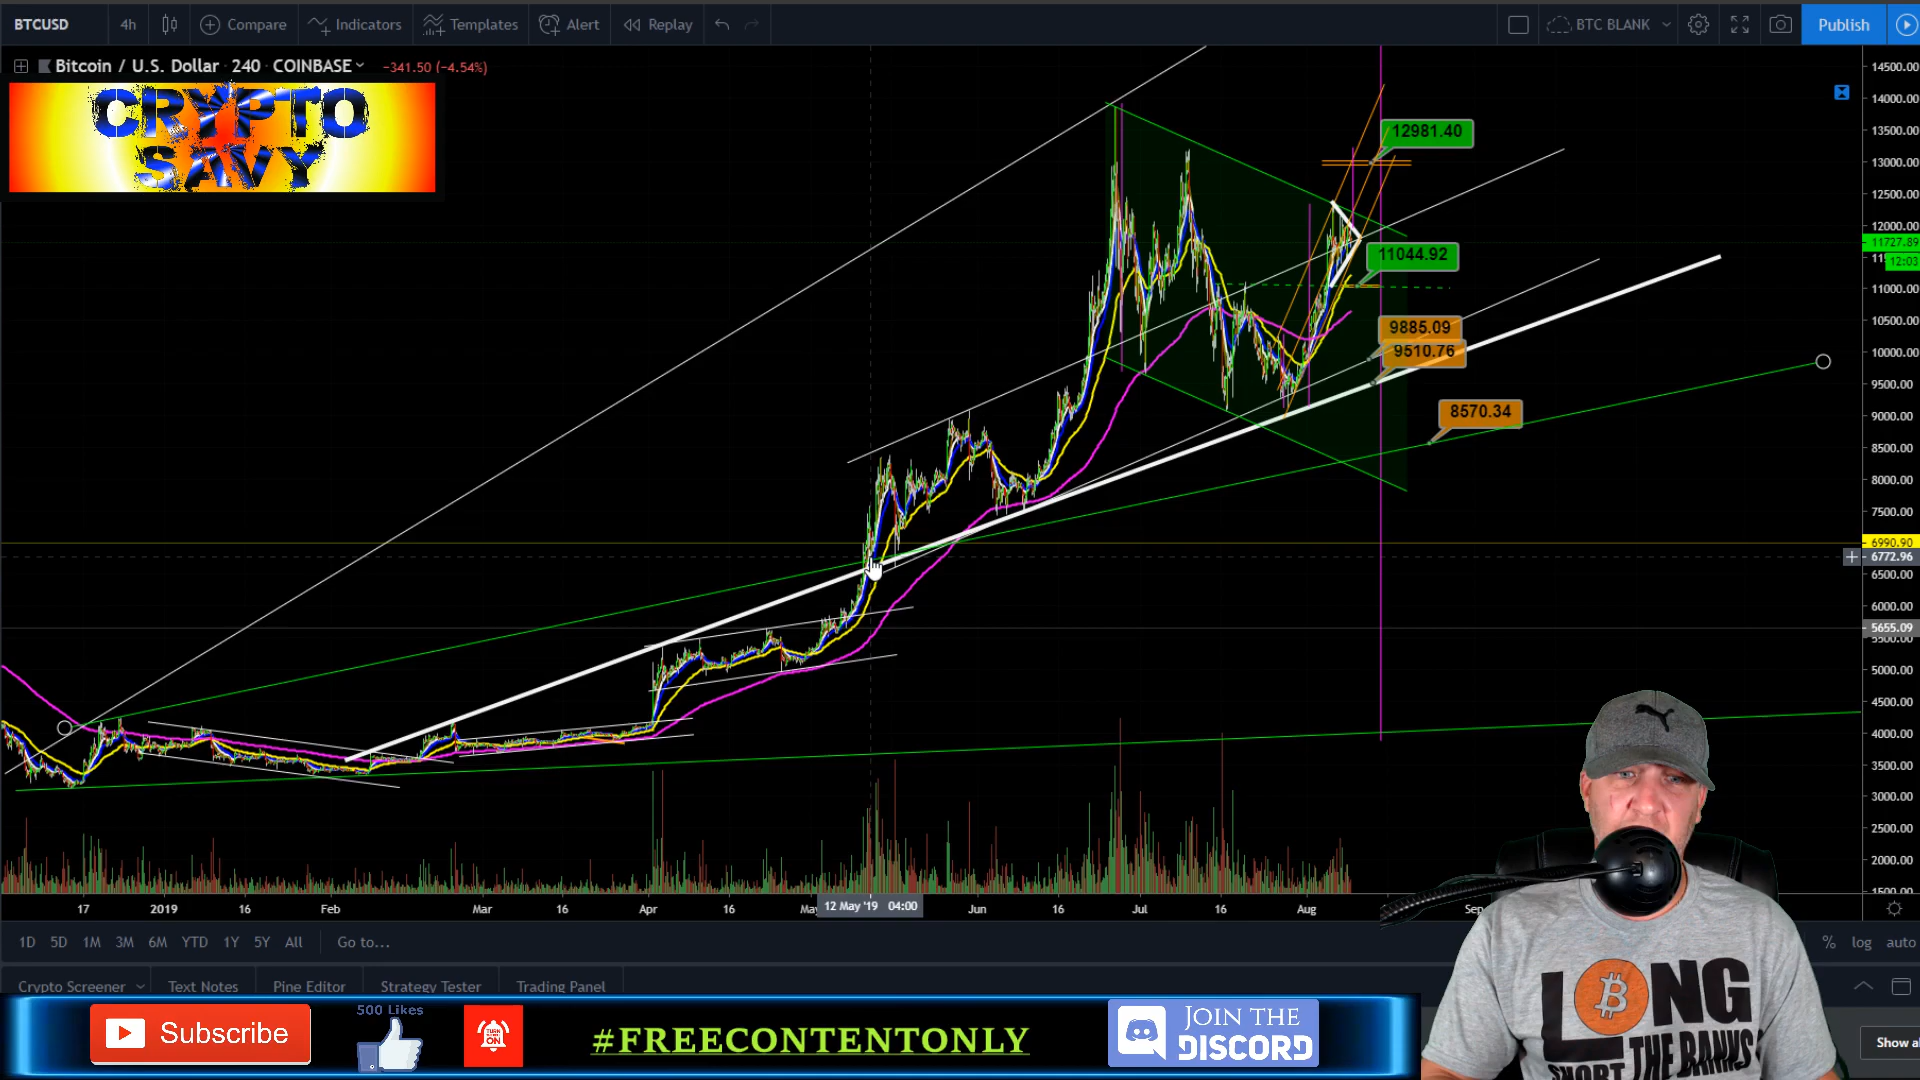 BTCUSD 4h Compare Indicators Templates Alert Replay BTC BLANK Publish
Bitcoin / U.S. Dollar 240 COINBASE −341.50 (−4.54%)
CRYPTO
SAVY
14500.00
14000.00
13500.00
13000.00
12500.00
12000.00
11727.89
12:03
11000.00
10500.00
10000.00
9500.00
9000.00
8500.00
8000.00
7500.00
6990.90
6772.96
6500.00
6000.00
5655.09
5500.00
5000.00
4500.00
4000.00
3500.00
3000.00
2500.00
2000.00
1500.00
12981.40
11044.92
9885.09
9510.76
8570.34
17 2019 16 Feb Mar 16 Apr 16 May 12 May '19 04:00 Jun 16 Jul 16 Aug Sep
1D 5D 1M 3M 6M YTD 1Y 5Y All Go to... % log auto
Crypto Screener Text Notes Pine Editor Strategy Tester Trading Panel
Subscribe
500 Likes
TURN
ON
#FREECONTENTONLY
JOIN THE
DISCORD
LONG
THE BANKS
SHORT
Show al